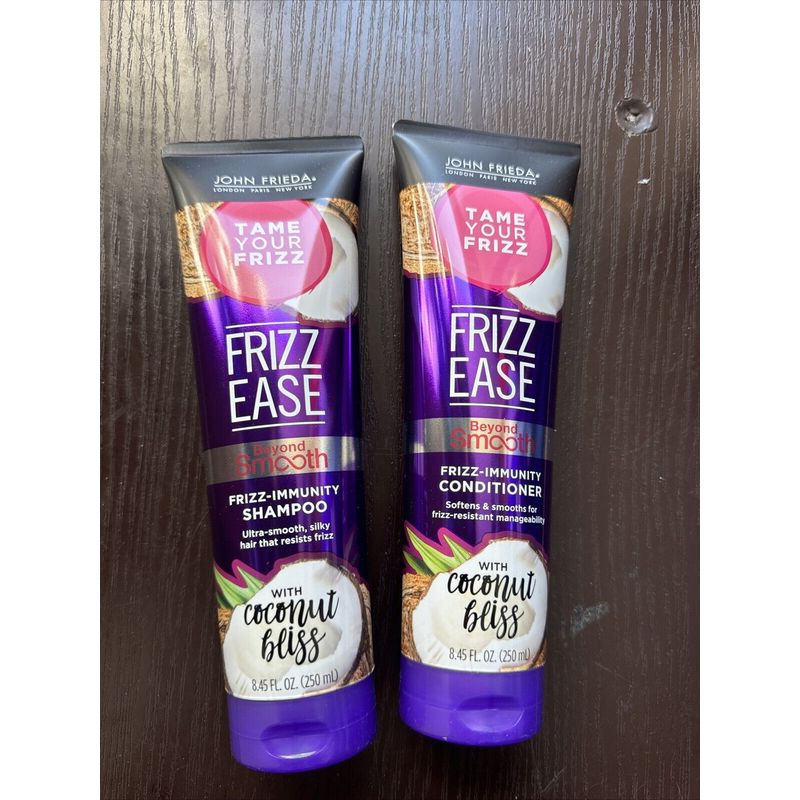 JOHN FRIEDA®
LONDON PARIS NEW YORK
TAME
YOUR
FRIZZ
FRIZZ
EASE
Beyond
Smooth
FRIZZ-IMMUNITY
SHAMPOO
Ultra-smooth, silky
hair that resists frizz
WITH
coconut
bliss
8.45 FL. OZ. (250 mL)
JOHN FRIEDA®
LONDON PARIS NEW YORK
TAME
YOUR
FRIZZ
FRIZZ
EASE
Beyond
Smooth
FRIZZ-IMMUNITY
CONDITIONER
Softens & smooths for
frizz-resistant manageability
WITH
coconut
bliss
8.45 FL. OZ. (250 mL)